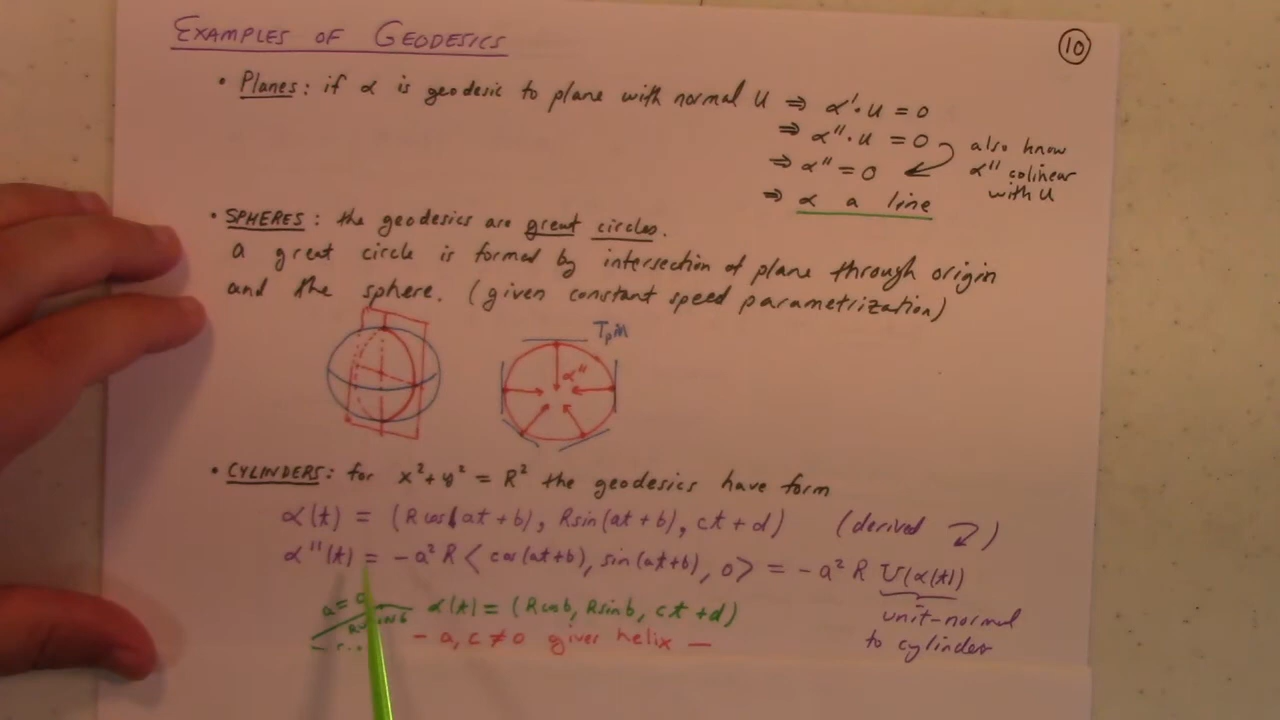 EXAMPLES OF GEODESICS
10
• Planes: if α is geodesic to plane with normal U ⇒ α'•U = 0
⇒ α''•U = 0
⇒ α'' = 0
⇒ α a line
also know
α'' colinear
with U
• SPHERES: the geodesics are great circles.
a great circle is formed by intersection of plane through origin
and the sphere. (given constant speed parametrization)
TpM
α''
• CYLINDERS: for x² + y² = R² the geodesics have form
α(t) = (R cos(at + b), R sin(at + b), ct + d) (derived)
α''(t) = -a² R < cos(at+b), sin(at+b), 0 > = -a² R U(α(t))
unit-normal
to cylinder
a =
α(t) = (R cos b, R sin b, ct + d)
- a, c ≠ 0 gives helix -